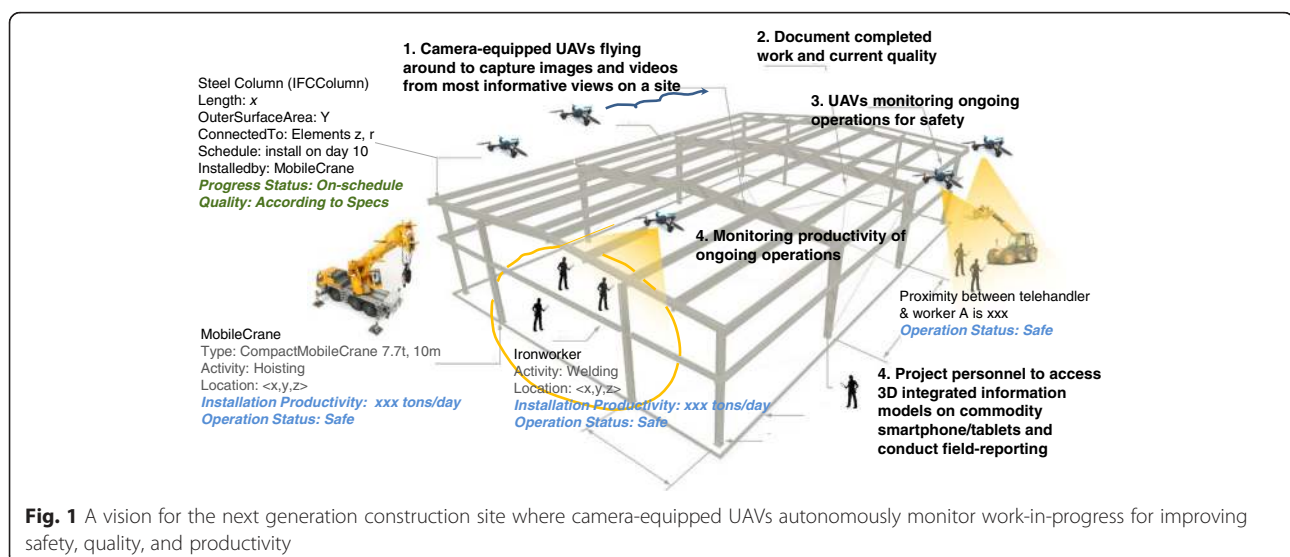 1. Camera-equipped UAVs flying
around to capture images and videos
from most informative views on a site
2. Document completed
work and current quality
3. UAVs monitoring ongoing
operations for safety
Steel Column (IFCColumn)
Length: x
OuterSurfaceArea: Y
ConnectedTo: Elements z, r
Schedule: install on day 10
Installedby: MobileCrane
Progress Status: On-schedule
Quality: According to Specs
4. Monitoring productivity of
ongoing operations
Proximity between telehandler
& worker A is xxx
Operation Status: Safe
MobileCrane
Type: CompactMobileCrane 7.7t, 10m
Activity: Hoisting
Location: <x,y,z>
Installation Productivity: xxx tons/day
Operation Status: Safe
Ironworker
Activity: Welding
Location: <x,y,z>
Installation Productivity: xxx tons/day
Operation Status: Safe
4. Project personnel to access
3D integrated information
models on commodity
smartphone/tablets and
conduct field-reporting
Fig. 1 A vision for the next generation construction site where camera-equipped UAVs autonomously monitor work-in-progress for improving
safety, quality, and productivity